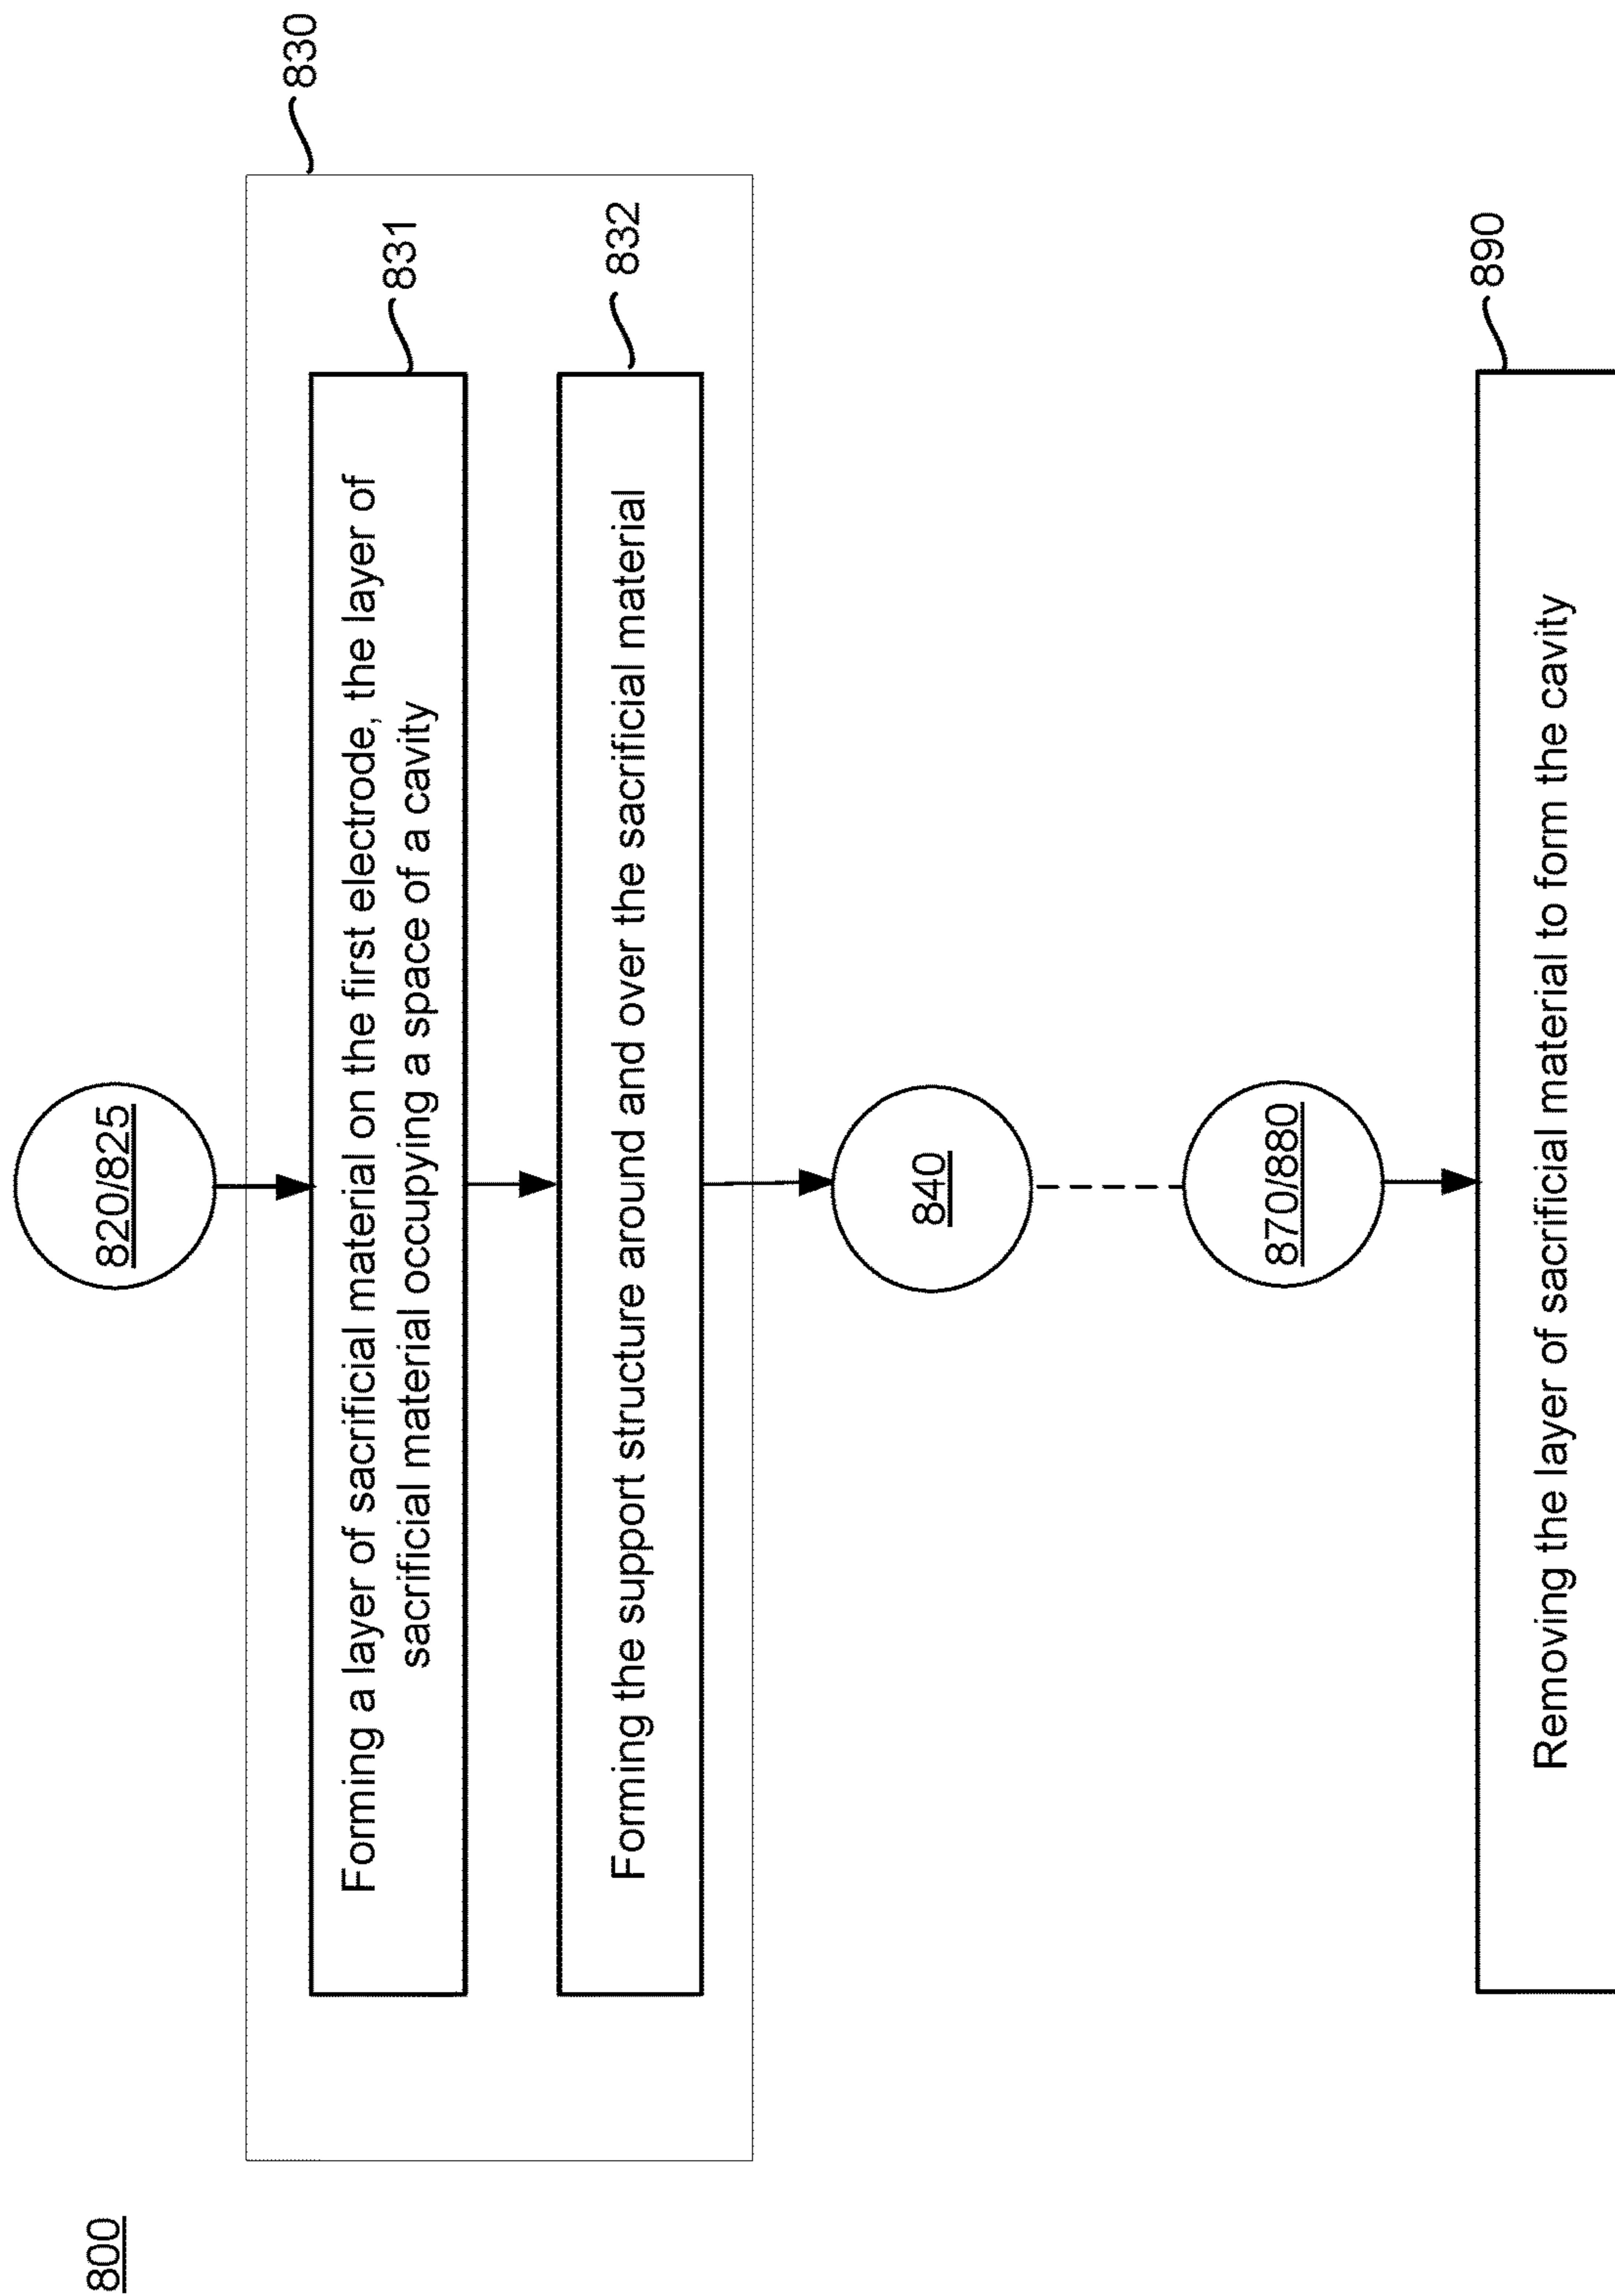 800
820/825
830
Forming a layer of sacrificial material on the first electrode, the layer of
sacrificial material occupying a space of a cavity
831
Forming the support structure around and over the sacrificial material
832
840
870/880
Removing the layer of sacrificial material to form the cavity
890